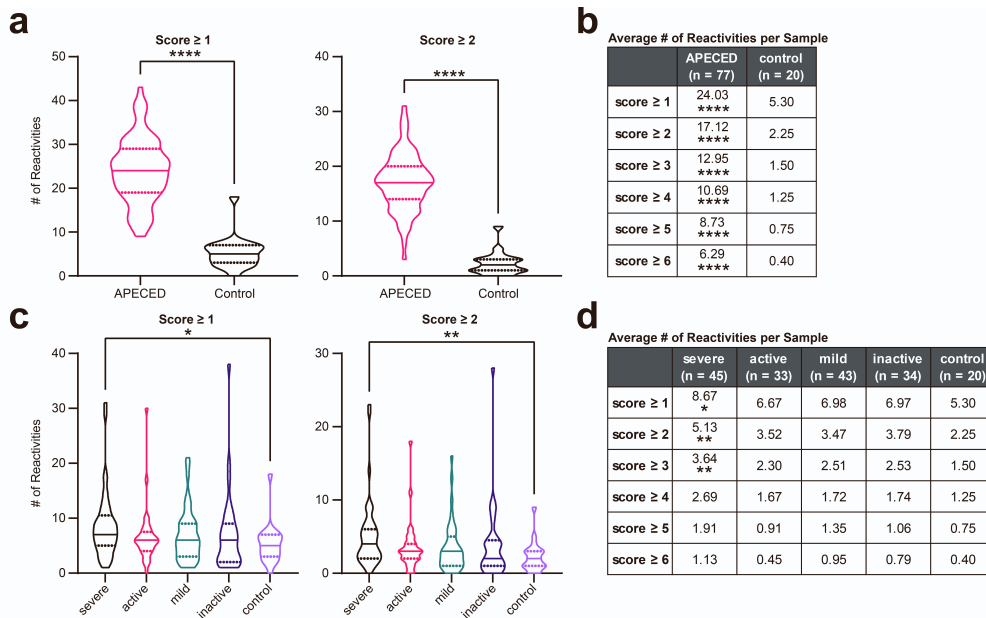 a
Score ≥ 1
****
# of Reactivities
50
40
30
20
10
0
APECED
Control
Score ≥ 2
****
40
30
20
10
0
APECED
Control
b
Average # of Reactivities per Sample
APECED (n = 77) control (n = 20)
score ≥ 1 24.03 **** 5.30
score ≥ 2 17.12 **** 2.25
score ≥ 3 12.95 **** 1.50
score ≥ 4 10.69 **** 1.25
score ≥ 5 8.73 **** 0.75
score ≥ 6 6.29 **** 0.40
c
Score ≥ 1
*
# of Reactivities
40
30
20
10
0
severe
active
mild
inactive
control
Score ≥ 2
**
30
20
10
0
severe
active
mild
inactive
control
d
Average # of Reactivities per Sample
severe (n = 45) active (n = 33) mild (n = 43) inactive (n = 34) control (n = 20)
score ≥ 1 8.67 * 6.67 6.98 6.97 5.30
score ≥ 2 5.13 ** 3.52 3.47 3.79 2.25
score ≥ 3 3.64 ** 2.30 2.51 2.53 1.50
score ≥ 4 2.69 1.67 1.72 1.74 1.25
score ≥ 5 1.91 0.91 1.35 1.06 0.75
score ≥ 6 1.13 0.45 0.95 0.79 0.40